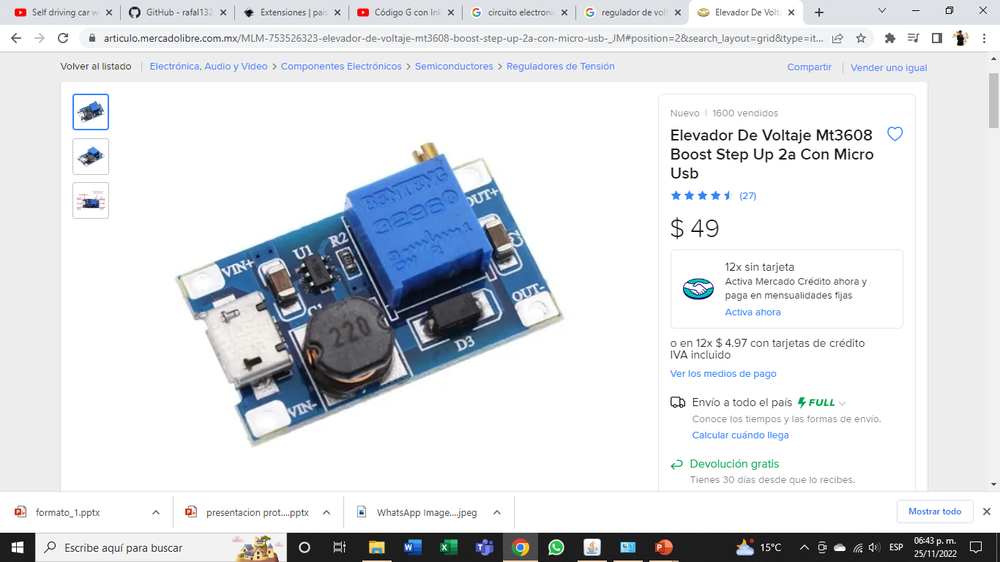 Self driving car wi
GitHub - rafal132
Extensiones | pais
Código G con Ink
circuito electroni
regulador de volt
Elevador De Volta
articulo.mercadolibre.com.mx/MLM-753526323-elevador-de-voltaje-mt3608-boost-step-up-2a-con-micro-usb-_JM#position=2&search_layout=grid&type=it...
Volver al listado
Electrónica, Audio y Video > Componentes Electrónicos > Semiconductores > Reguladores de Tensión
Compartir | Vender uno igual
BENTENG
3296
VIN+
U1
R2
OUT+
OUT-
220
D3
VIN-
Nuevo | 1600 vendidos
Elevador De Voltaje Mt3608
Boost Step Up 2a Con Micro
Usb
(27)
$ 49
12x sin tarjeta
Activa Mercado Crédito ahora y
paga en mensualidades fijas
Activa ahora
o en 12x $ 4.97 con tarjetas de crédito
IVA incluido
Ver los medios de pago
Envío a todo el país FULL
Conoce los tiempos y las formas de envío.
Calcular cuándo llega
Devolución gratis
Tienes 30 días desde que lo recibes.
formato_1.pptx
presentacion prot....pptx
WhatsApp Image....jpeg
Mostrar todo
Escribe aquí para buscar
15°C
ESP
06:43 p. m.
25/11/2022